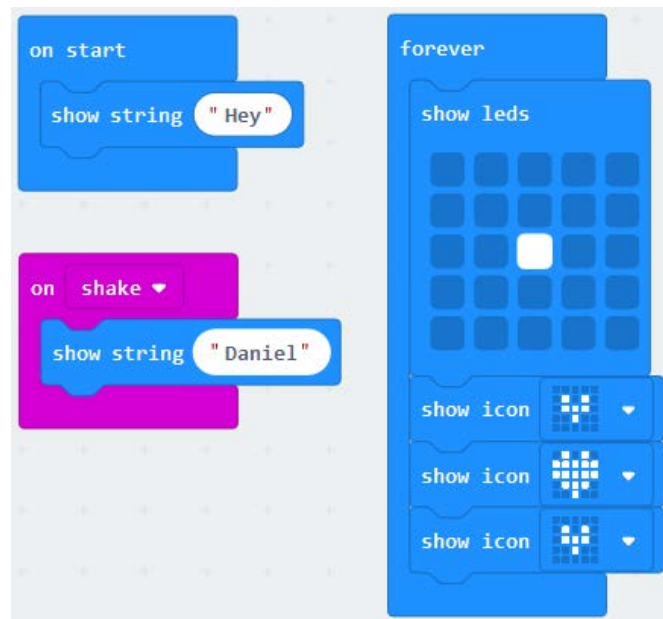 on start
show string "Hey"
on shake
show string "Daniel"
forever
show leds
show icon
show icon
show icon